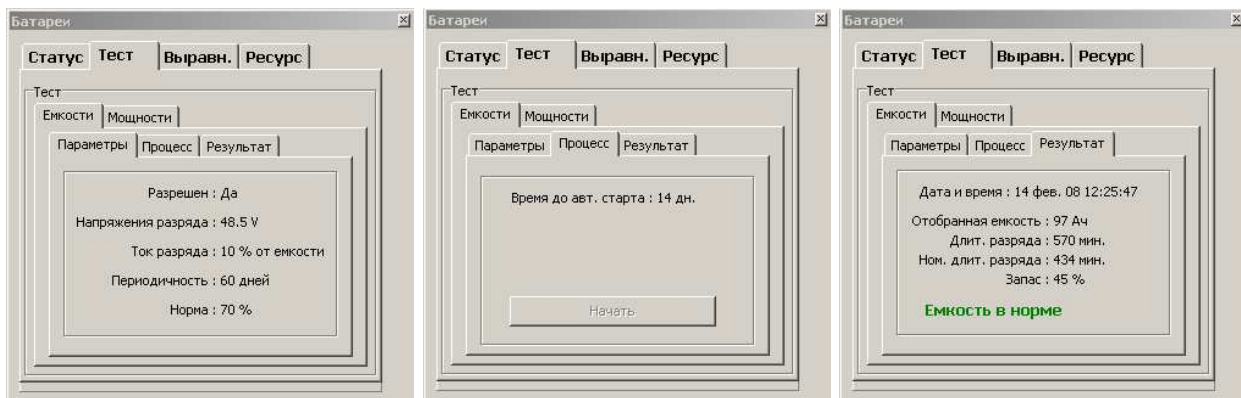 Батареи
Статус Тест Выравн. Ресурс
Тест
Емкости Мощности
Параметры Процесс Результат
Разрешен : Да
Напряжения разряда : 48.5 V
Ток разряда : 10 % от емкости
Периодичность : 60 дней
Норма : 70 %
Батареи
Статус Тест Выравн. Ресурс
Тест
Емкости Мощности
Параметры Процесс Результат
Время до авт. старта : 14 дн.
Начать
Батареи
Статус Тест Выравн. Ресурс
Тест
Емкости Мощности
Параметры Процесс Результат
Дата и время : 14 фев. 08 12:25:47
Отобранная емкость : 97 Ач
Длит. разряда : 570 мин.
Ном. длит. разряда : 434 мин.
Запас : 45 %
Емкость в норме